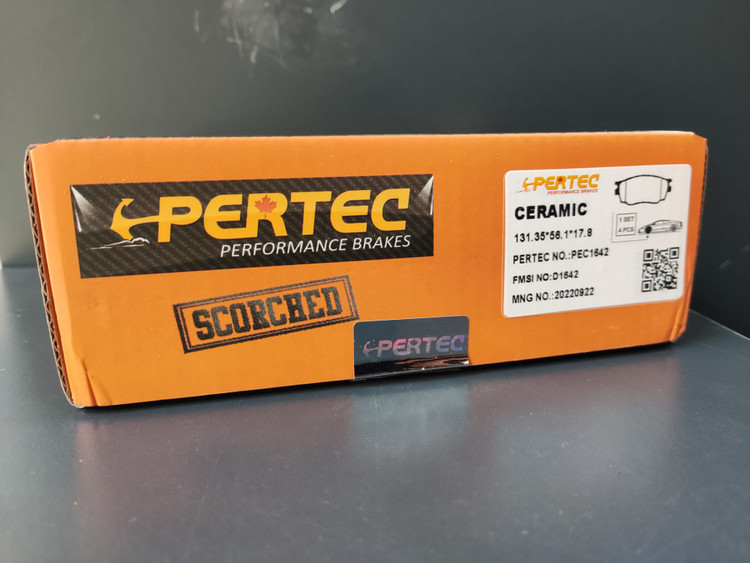 PERTEC
PERFORMANCE BRAKES
SCORCHED
PERTEC
PERTEC
PERFORMANCE BRAKES
CERAMIC
131.35*56.1*17.8
1 SET
4 PCS
PERTEC NO.:PEC1642
FMSI NO:D1642
MNG NO.:20220922